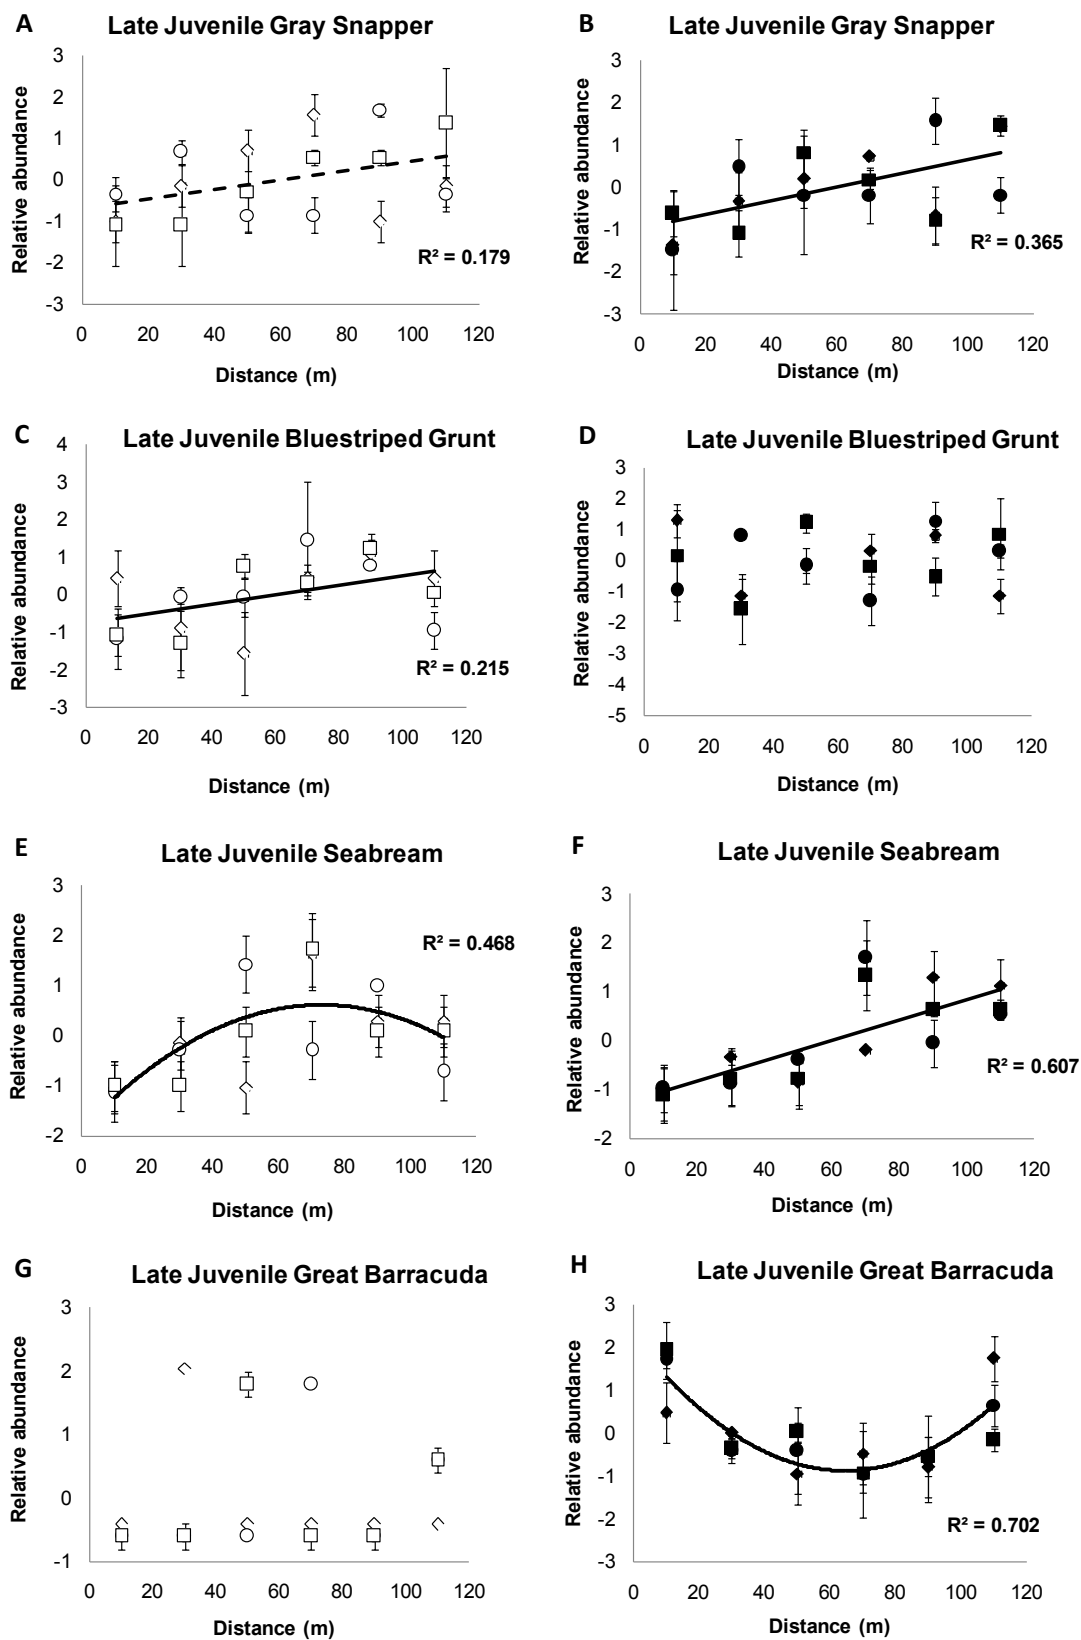 A Late Juvenile Gray Snapper
3
2
1
0
-1
-2
-3
Relative abundance
R² = 0.179
0 20 40 60 80 100 120
Distance (m)
B Late Juvenile Gray Snapper
3
2
1
0
-1
-2
-3
Relative abundance
R² = 0.365
0 20 40 60 80 100 120
Distance (m)
C Late Juvenile Bluestriped Grunt
4
3
2
1
0
-1
-2
-3
Relative abundance
R² = 0.215
0 20 40 60 80 100 120
Distance (m)
D Late Juvenile Bluestriped Grunt
3
2
1
0
-1
-2
-3
-4
-5
Relative abundance
0 20 40 60 80 100 120
Distance (m)
E Late Juvenile Seabream
3
2
1
0
-1
-2
Relative abundance
R² = 0.468
0 20 40 60 80 100 120
Distance (m)
F Late Juvenile Seabream
3
2
1
0
-1
-2
Relative abundance
R² = 0.607
0 20 40 60 80 100 120
Distance (m)
G Late Juvenile Great Barracuda
3
2
1
0
-1
Relative abundance
0 20 40 60 80 100 120
Distance (m)
H Late Juvenile Great Barracuda
3
2
1
0
-1
-2
-3
Relative abundance
R² = 0.702
0 20 40 60 80 100 120
Distance (m)